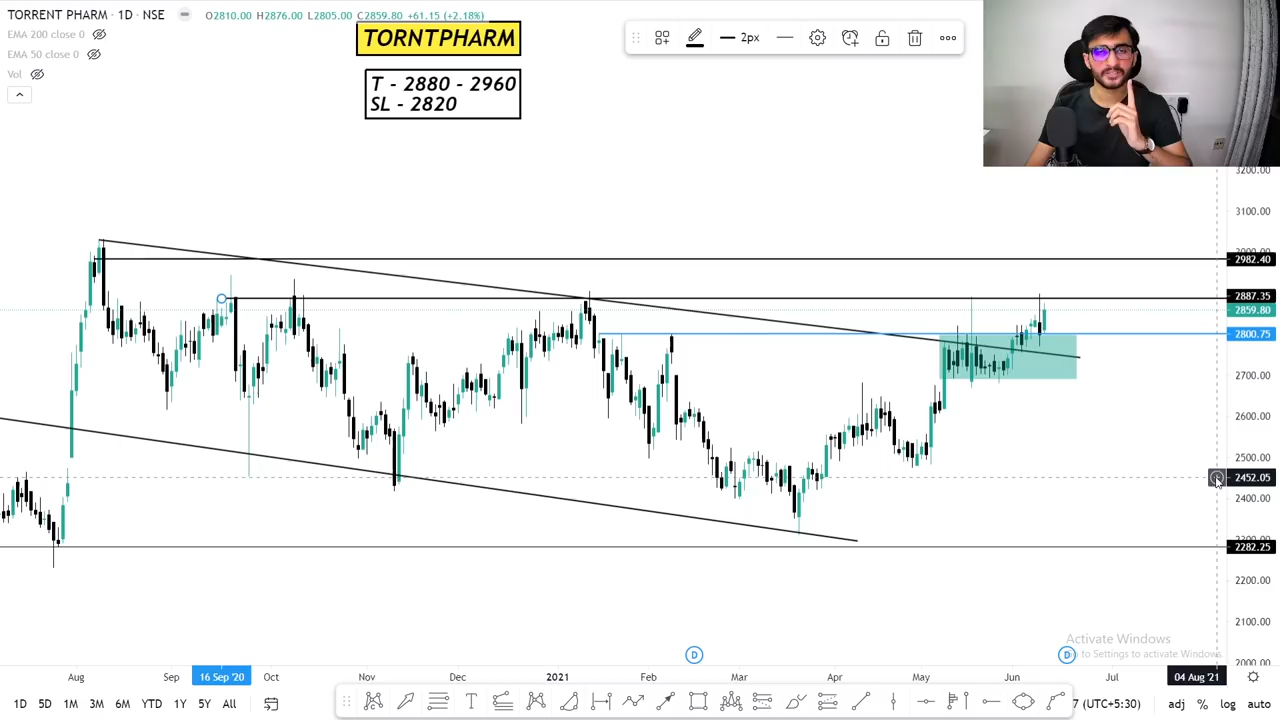 TORRENT PHARM · 1D · NSE O2810.00 H2876.00 L2805.00 C2859.80 +61.15 (+2.18%)
EMA 200 close 0
EMA 50 close 0
Vol
TORNTPHARM
T - 2880 - 2960
SL - 2820
2px
3200.00
3100.00
2982.40
2887.35
2859.80
2800.75
2700.00
2600.00
2500.00
2452.05
2400.00
2282.25
2200.00
2100.00
2000.00
Activate Windows
Go to Settings to activate Windows.
D D
Aug Sep 16 Sep '20 Oct Nov Dec 2021 Feb Mar Apr May Jun Jul 04 Aug '21
1D 5D 1M 3M 6M YTD 1Y 5Y All
7 (UTC+5:30) adj % log auto